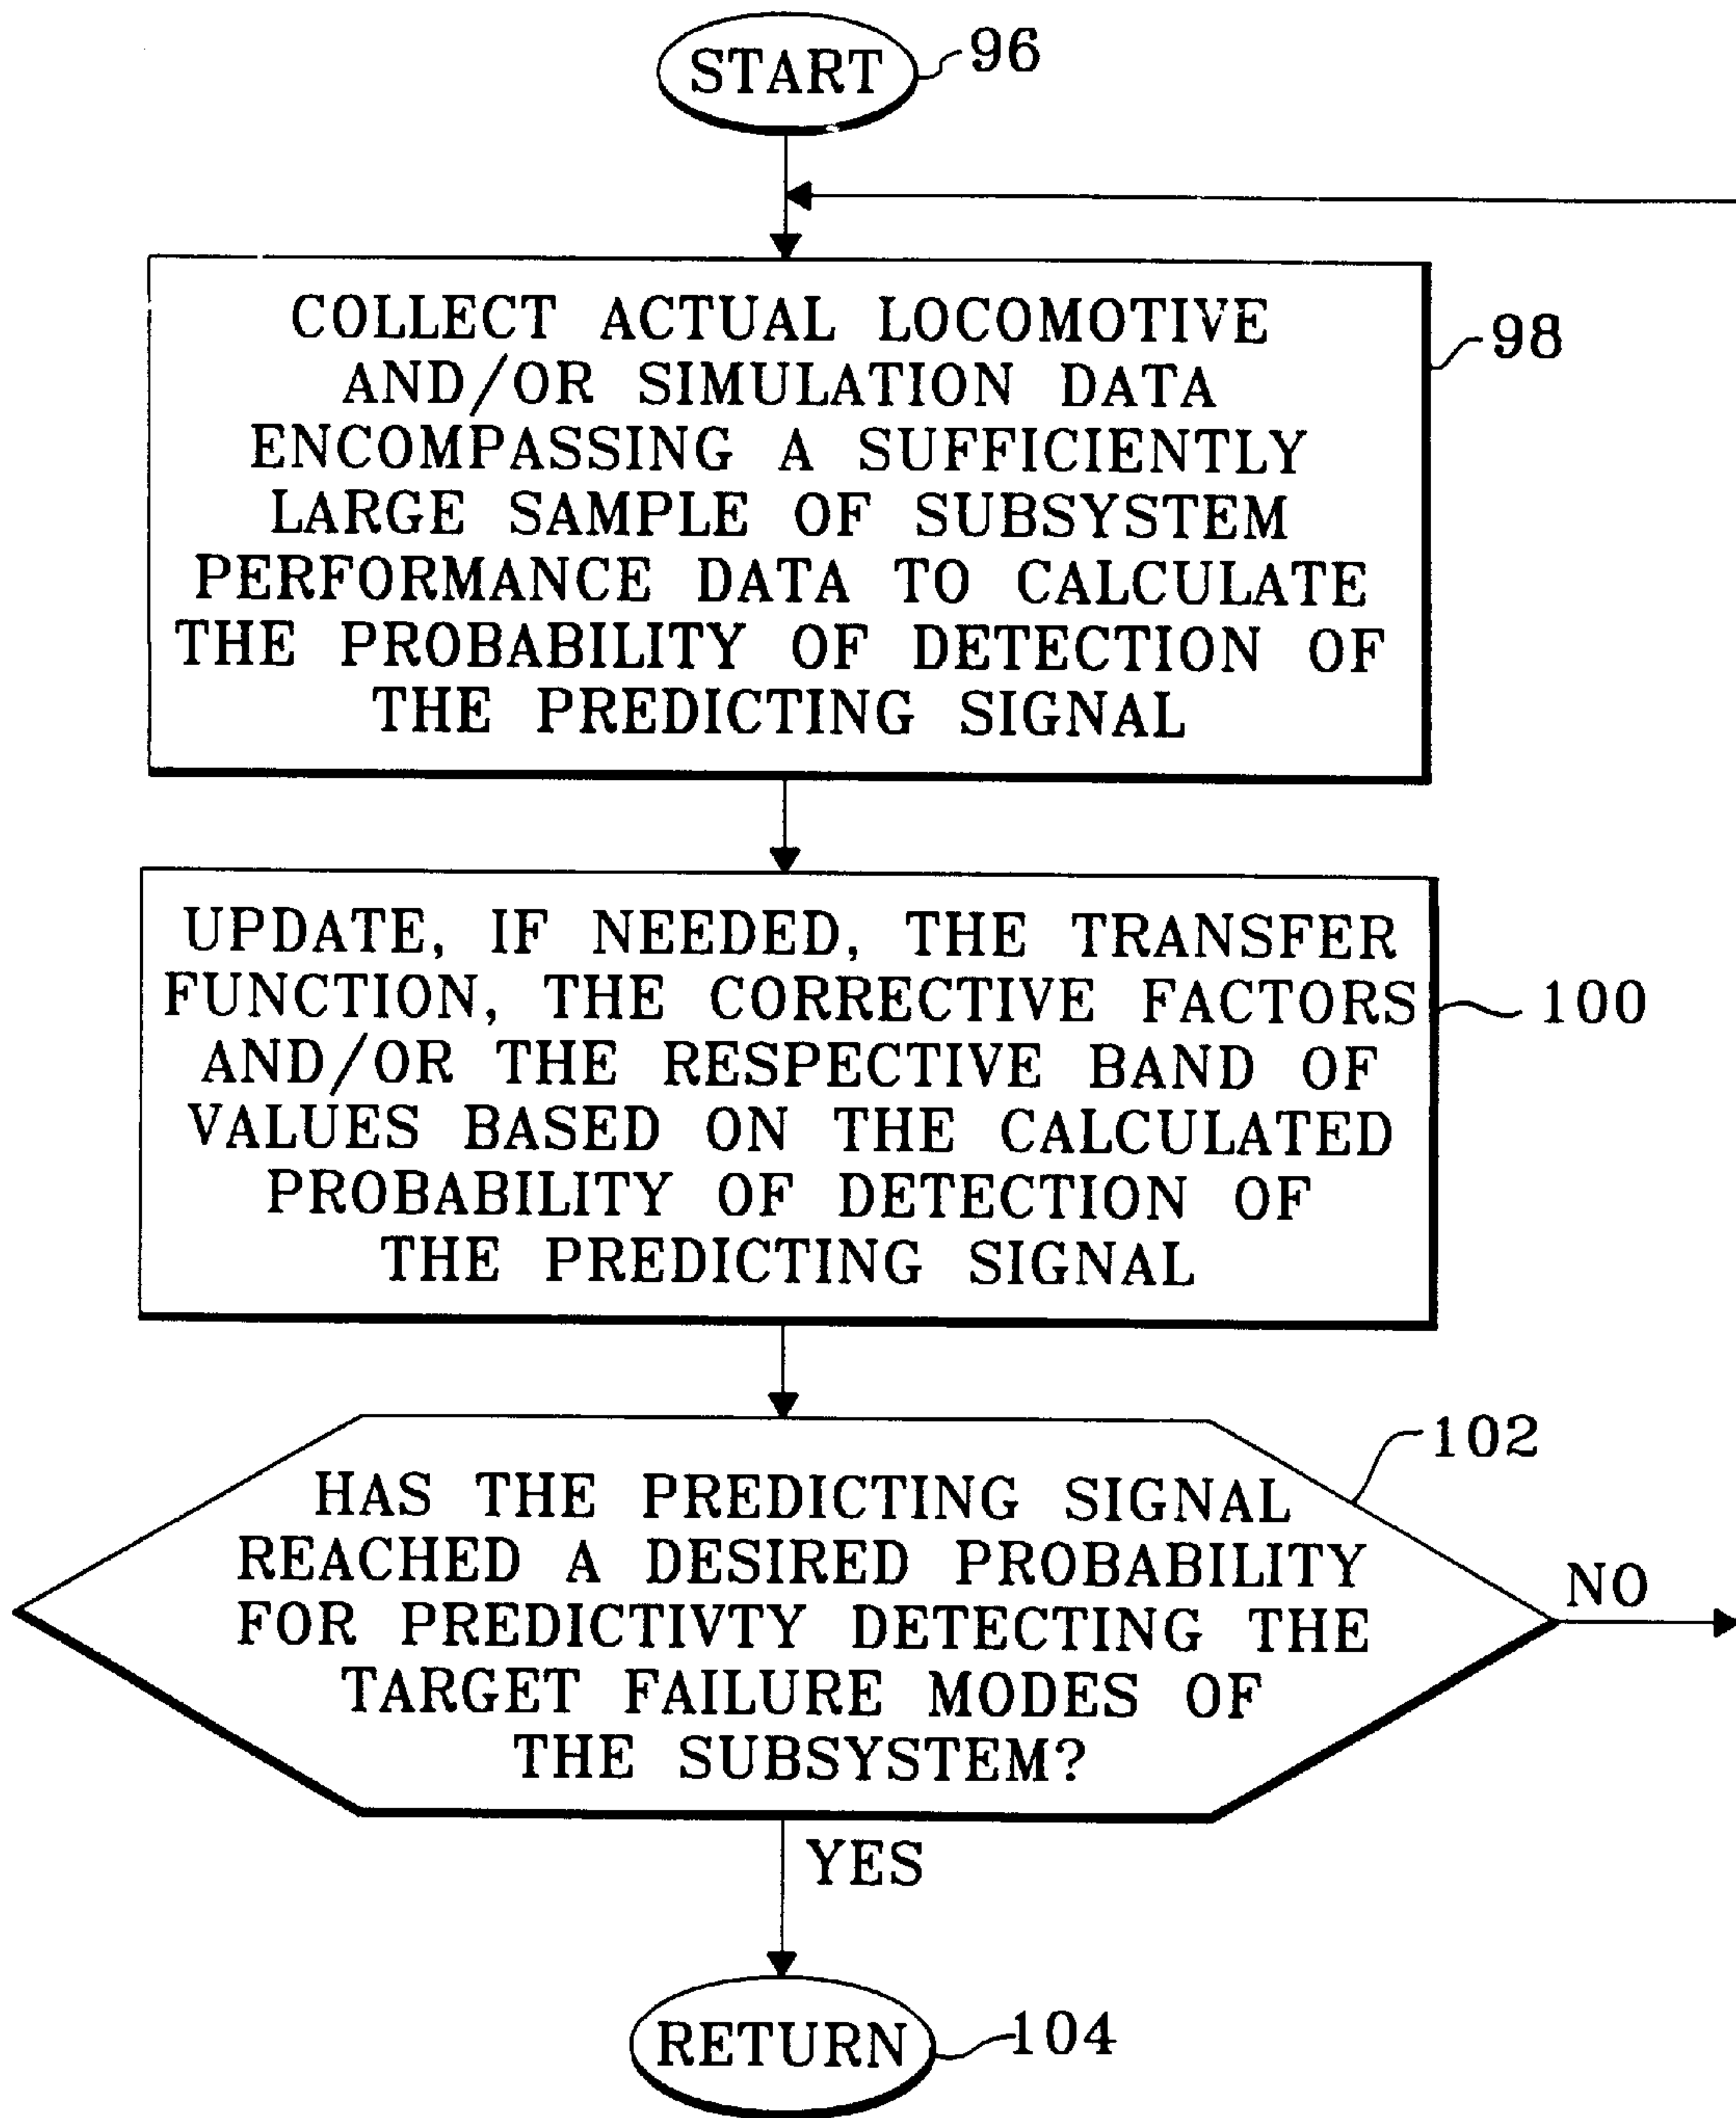 START
96
COLLECT ACTUAL LOCOMOTIVE
AND/OR SIMULATION DATA
ENCOMPASSING A SUFFICIENTLY
LARGE SAMPLE OF SUBSYSTEM
PERFORMANCE DATA TO CALCULATE
THE PROBABILITY OF DETECTION OF
THE PREDICTING SIGNAL
98
UPDATE, IF NEEDED, THE TRANSFER
FUNCTION, THE CORRECTIVE FACTORS
AND/OR THE RESPECTIVE BAND OF
VALUES BASED ON THE CALCULATED
PROBABILITY OF DETECTION OF
THE PREDICTING SIGNAL
100
HAS THE PREDICTING SIGNAL
REACHED A DESIRED PROBABILITY
FOR PREDICTIVTY DETECTING THE
TARGET FAILURE MODES OF
THE SUBSYSTEM?
102
NO
YES
RETURN
104